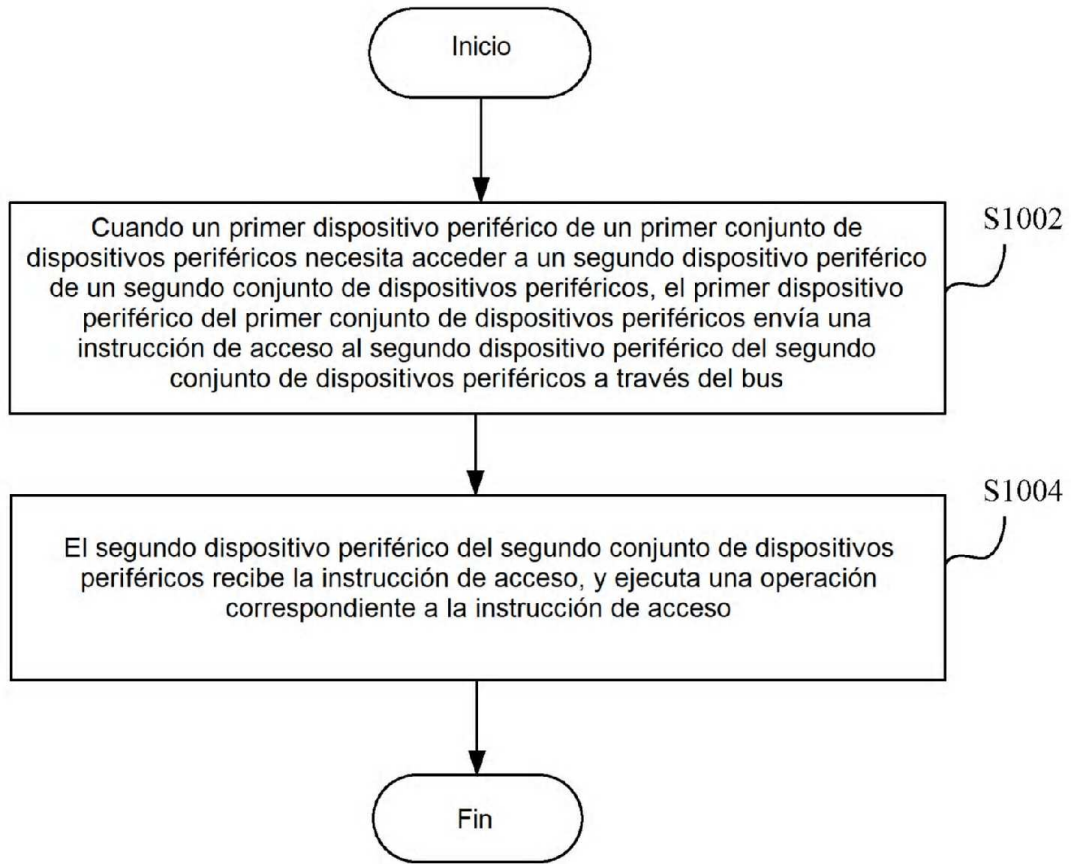 Inicio
Cuando un primer dispositivo periférico de un primer conjunto de
dispositivos periféricos necesita acceder a un segundo dispositivo periférico
de un segundo conjunto de dispositivos periféricos, el primer dispositivo
periférico del primer conjunto de dispositivos periféricos envía una
instrucción de acceso al segundo dispositivo periférico del segundo
conjunto de dispositivos periféricos a través del bus
S1002
El segundo dispositivo periférico del segundo conjunto de dispositivos
periféricos recibe la instrucción de acceso, y ejecuta una operación
correspondiente a la instrucción de acceso
S1004
Fin